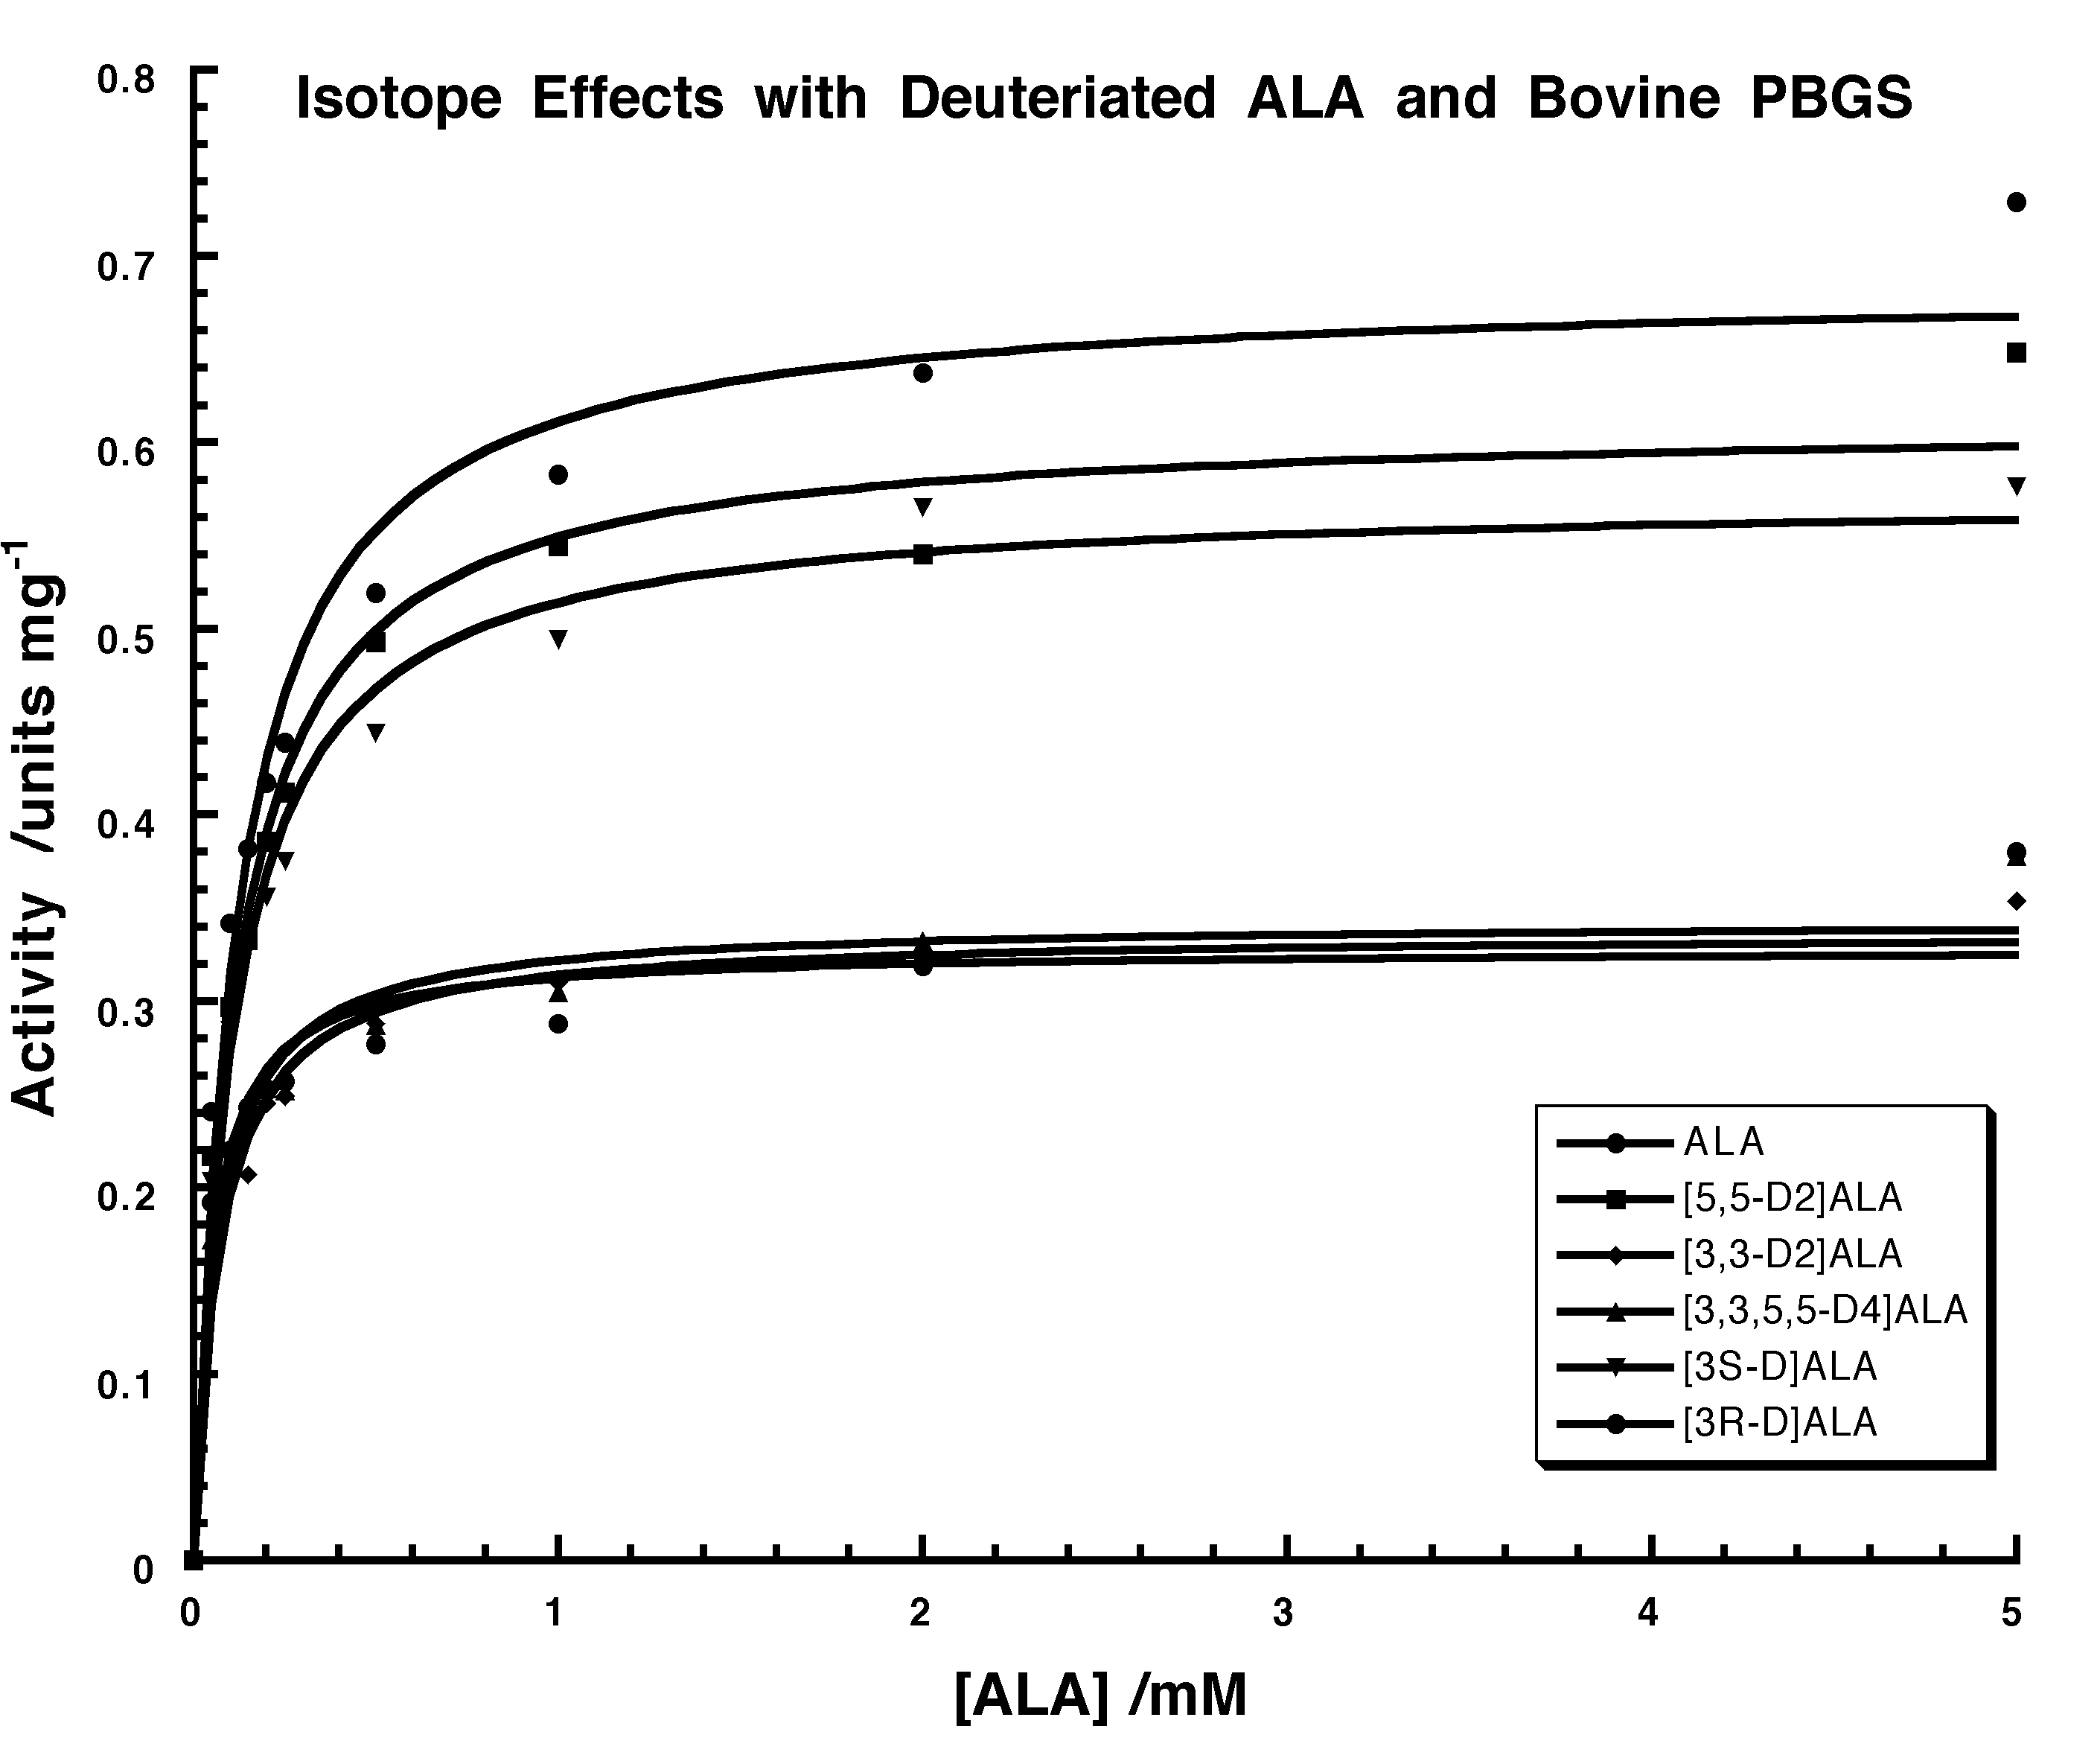 Isotope Effects with Deuteriated ALA and Bovine PBGS
Activity /units mg-1
0.8
0.7
0.6
0.5
0.4
0.3
0.2
0.1
0
ALA
[5,5-D2]ALA
[3,3-D2]ALA
[3,3,5,5-D4]ALA
[3S-D]ALA
[3R-D]ALA
0 1 2 3 4 5
[ALA] /mM